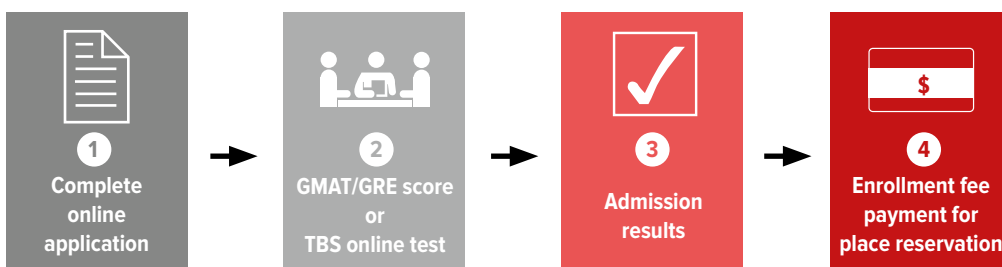 1
Complete
online
application
2
GMAT/GRE score
or
TBS online test
3
Admission
results
$
4
Enrollment fee
payment for
place reservation